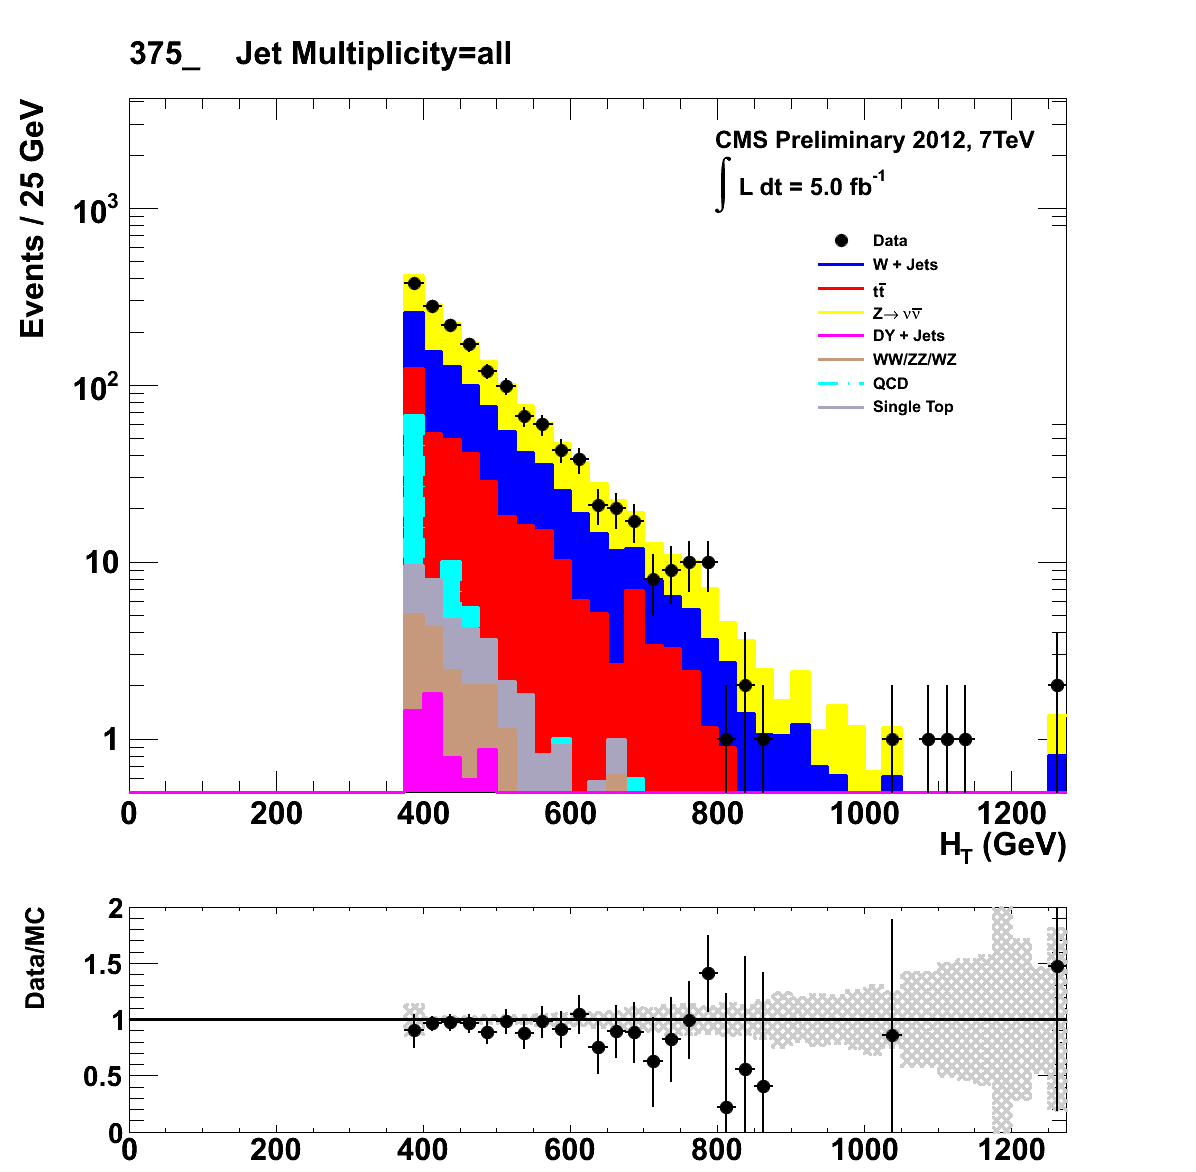 375_ Jet Multiplicity=all
Events / 25 GeV
CMS Preliminary 2012, 7TeV
∫ L dt = 5.0 fb⁻¹
Data
W + Jets
tt̅
Z→ νν̅
DY + Jets
WW/ZZ/WZ
QCD
Single Top
10³
10²
10
1
0 200 400 600 800 1000 1200
H_T (GeV)
Data/MC
2
1.5
1
0.5
0
0 200 400 600 800 1000 1200